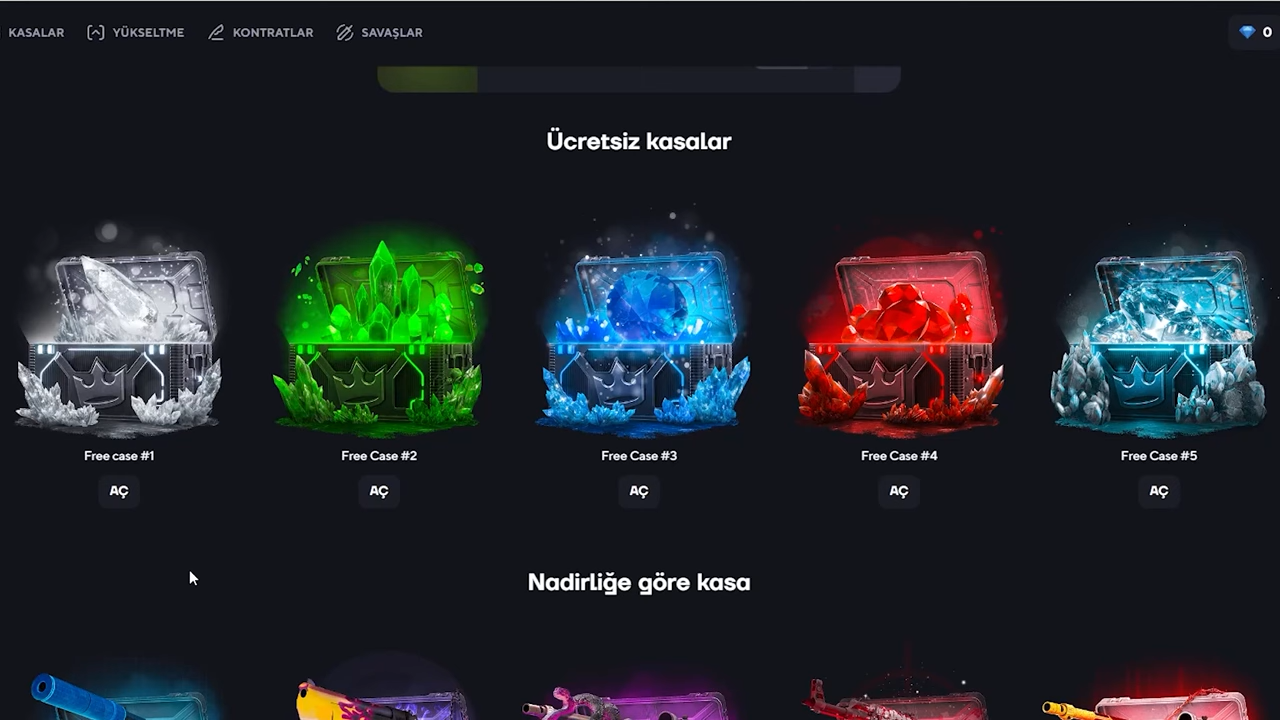 KASALAR YÜKSELTME KONTRATLAR SAVAŞLAR 0
Ücretsiz kasalar
Free case #1 Free Case #2 Free Case #3 Free Case #4 Free Case #5
AÇ AÇ AÇ AÇ AÇ
Nadirliğe göre kasa